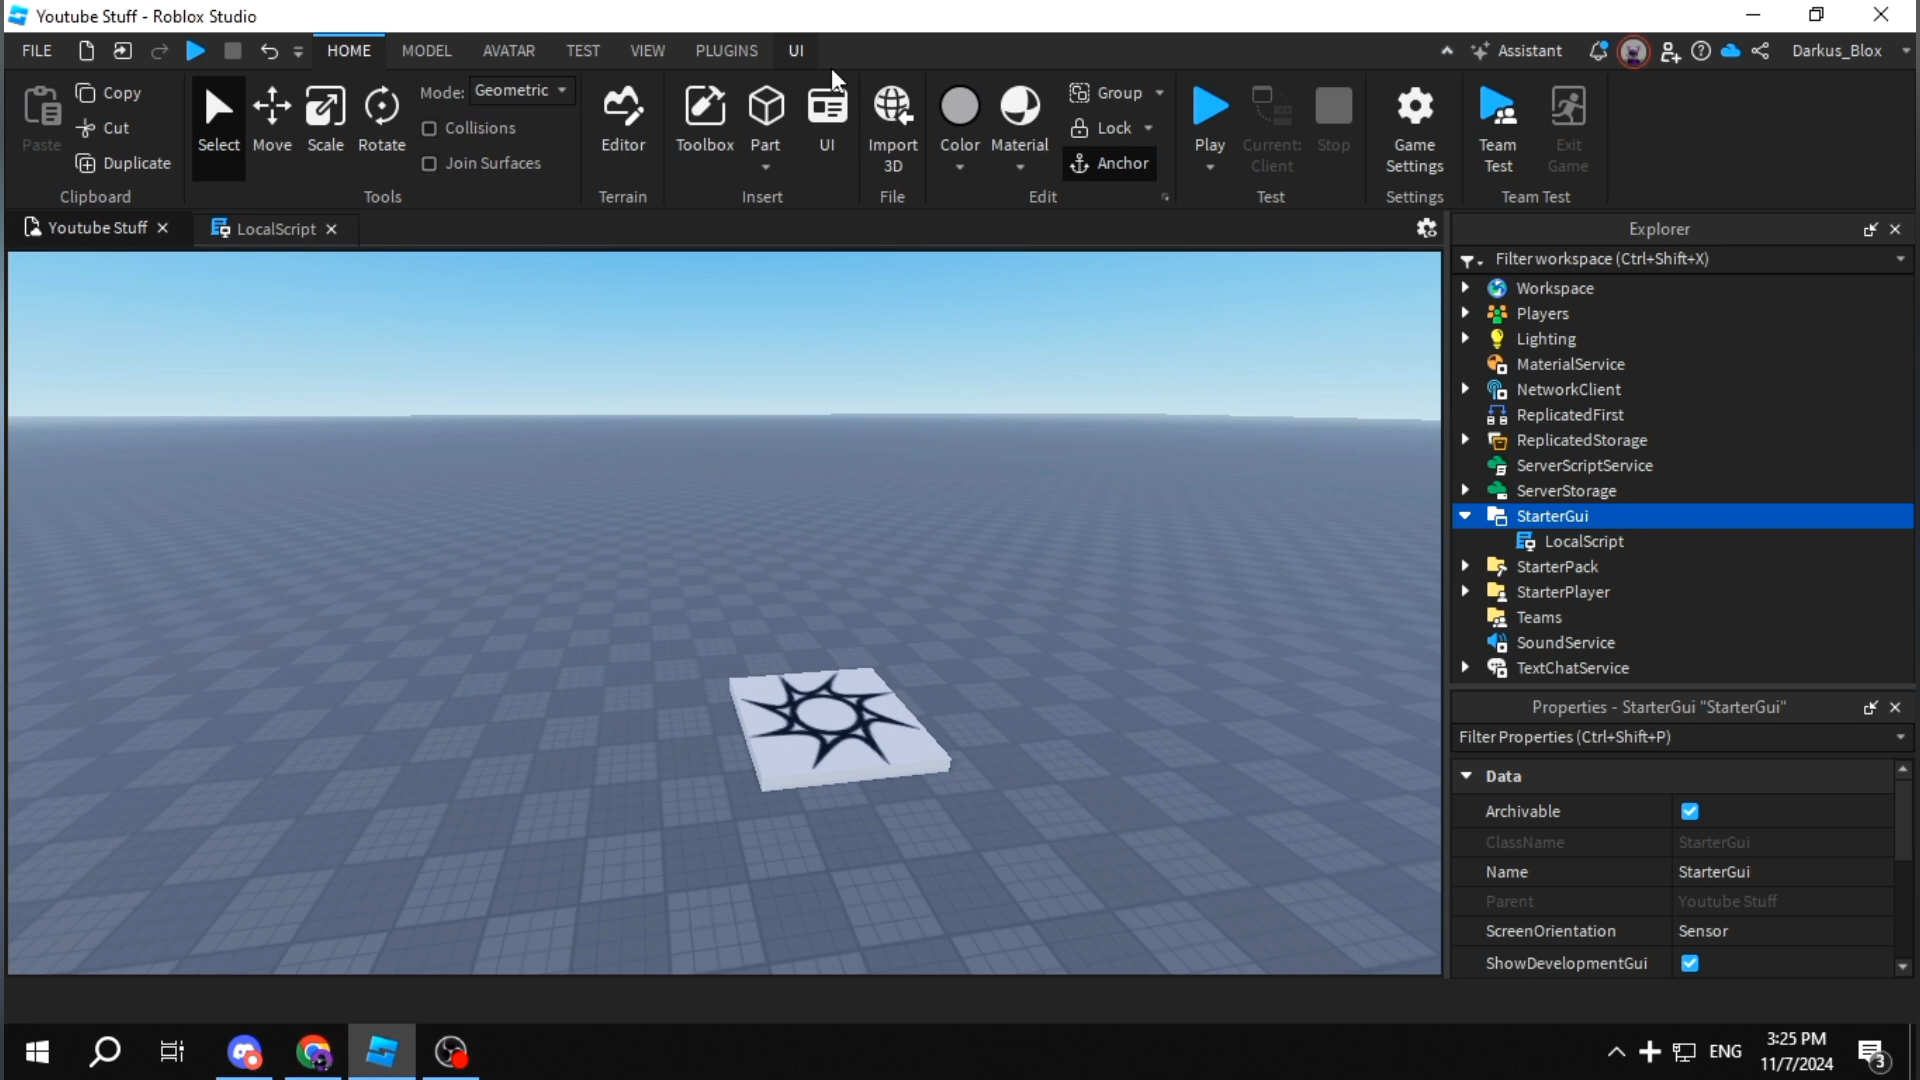 Youtube Stuff - Roblox Studio
FILE HOME MODEL AVATAR TEST VIEW PLUGINS UI Assistant Darkus_Blox
Paste
Copy
Cut
Duplicate
Clipboard
Select
Move
Scale
Rotate
Mode: Geometric
Collisions
Join Surfaces
Tools
Editor
Terrain
Toolbox
Part
UI
Insert
Import
3D
File
Color
Material
Group
Lock
Anchor
Edit
Play
Current:
Client
Stop
Test
Game
Settings
Settings
Team
Test
Exit
Game
Team Test
Youtube Stuff
LocalScript
Explorer
Filter workspace (Ctrl+Shift+X)
Workspace
Players
Lighting
MaterialService
NetworkClient
ReplicatedFirst
ReplicatedStorage
ServerScriptService
ServerStorage
StarterGui
LocalScript
StarterPack
StarterPlayer
Teams
SoundService
TextChatService
Properties - StarterGui "StarterGui"
Filter Properties (Ctrl+Shift+P)
Data
Archivable
ClassName StarterGui
Name StarterGui
Parent Youtube Stuff
ScreenOrientation Sensor
ShowDevelopmentGui
ENG
3:25 PM
11/7/2024
3